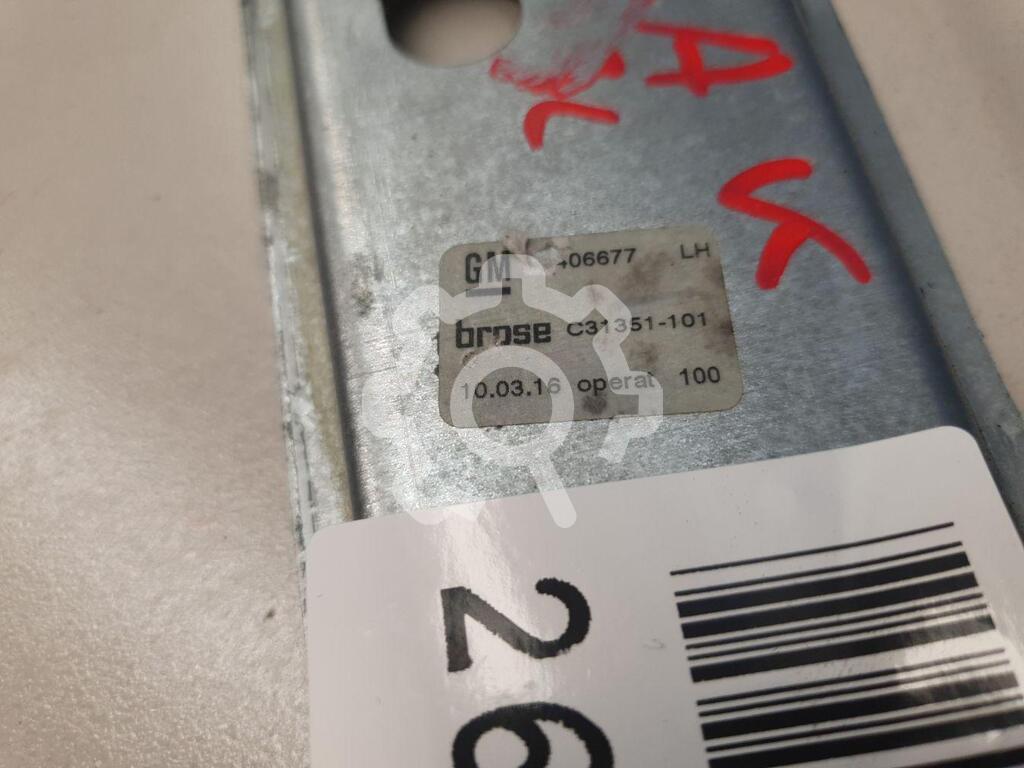 A
GM 406677 LH
brose C31351-101
10.03.16 operat 100
26